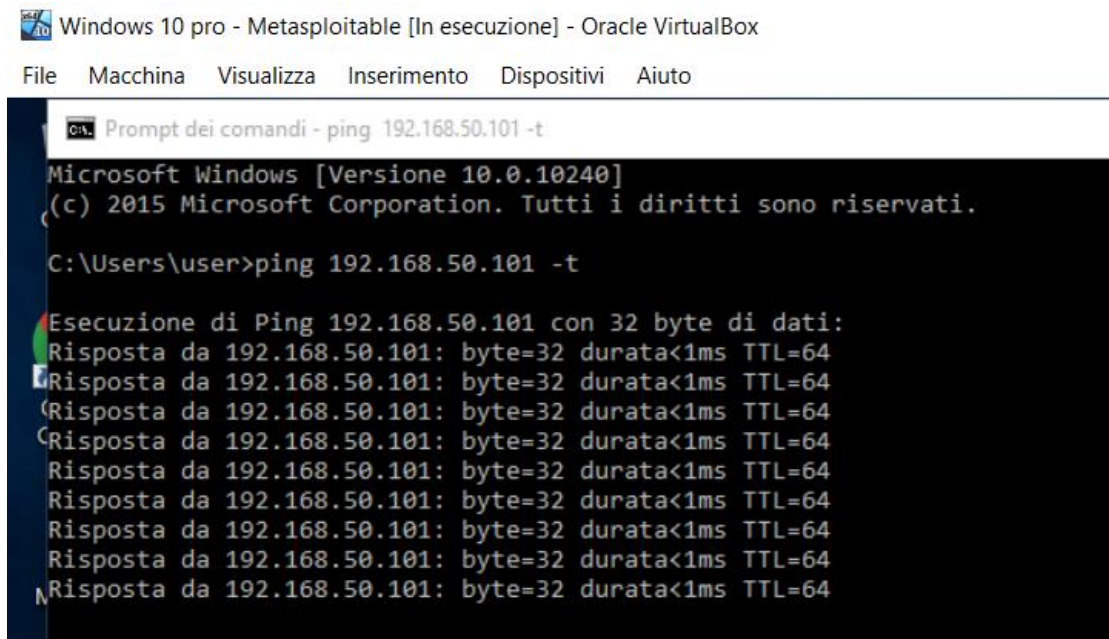 Windows 10 pro - Metasploitable [In esecuzione] - Oracle VirtualBox
File Macchina Visualizza Inserimento Dispositivi Aiuto
Prompt dei comandi - ping 192.168.50.101 -t
Microsoft Windows [Versione 10.0.10240]
(c) 2015 Microsoft Corporation. Tutti i diritti sono riservati.
C:\Users\user>ping 192.168.50.101 -t
Esecuzione di Ping 192.168.50.101 con 32 byte di dati:
Risposta da 192.168.50.101: byte=32 durata<1ms TTL=64
Risposta da 192.168.50.101: byte=32 durata<1ms TTL=64
Risposta da 192.168.50.101: byte=32 durata<1ms TTL=64
Risposta da 192.168.50.101: byte=32 durata<1ms TTL=64
Risposta da 192.168.50.101: byte=32 durata<1ms TTL=64
Risposta da 192.168.50.101: byte=32 durata<1ms TTL=64
Risposta da 192.168.50.101: byte=32 durata<1ms TTL=64
Risposta da 192.168.50.101: byte=32 durata<1ms TTL=64
Risposta da 192.168.50.101: byte=32 durata<1ms TTL=64